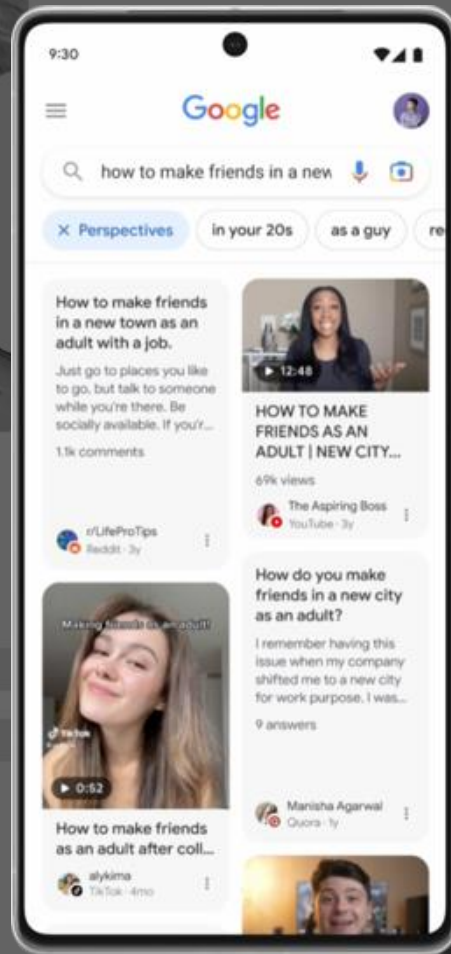 9:30
Google
how to make friends in a new
× Perspectives
in your 20s
as a guy
re
How to make friends
in a new town as an
adult with a job.
Just go to places you like
to go, but talk to someone
while you're there. Be
socially available. If you'r...
1.1k comments
r/LifeProTips
Reddit · 3y
12:48
HOW TO MAKE
FRIENDS AS AN
ADULT | NEW CITY...
69k views
The Aspiring Boss
YouTube · 3y
Making friends as an adult!
TikTok
0:52
How to make friends
as an adult after coll...
alykima
TikTok · 4mo
How do you make
friends in a new city
as an adult?
I remember having this
issue when my company
shifted me to a new city
for work purpose. I was...
9 answers
Manisha Agarwal
Quora · 1y